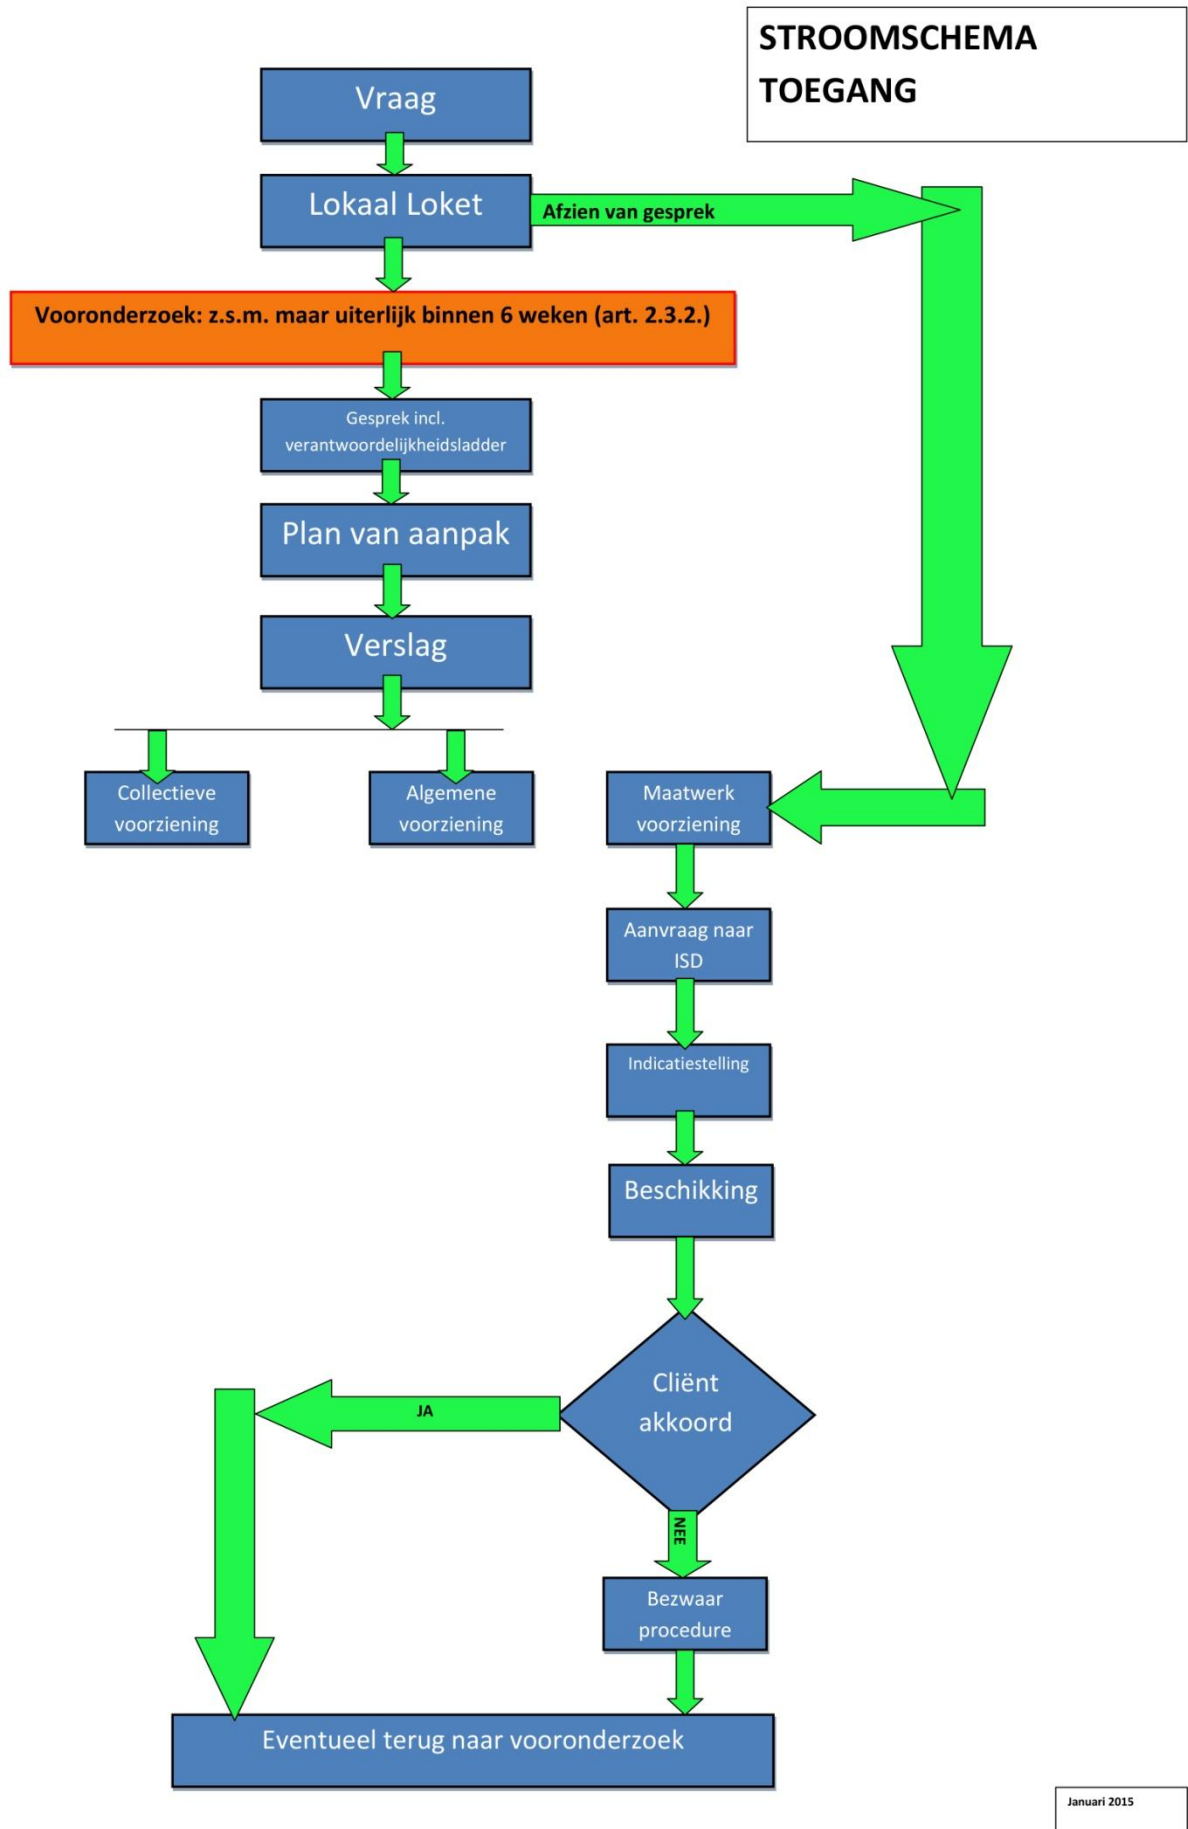 STROOMSCHEMA
TOEGANG
Vraag
Lokaal Loket
Afzien van gesprek
Vooronderzoek: z.s.m. maar uiterlijk binnen 6 weken (art. 2.3.2.)
Gesprek incl.
verantwoordelijkheidsladder
Plan van aanpak
Verslag
Collectieve
voorziening
Algemene
voorziening
Maatwerk
voorziening
Aanvraag naar
ISD
Indicatiestelling
Beschikking
Cliënt
akkoord
JA
NEE
Bezwaar
procedure
Eventueel terug naar vooronderzoek
Januari 2015